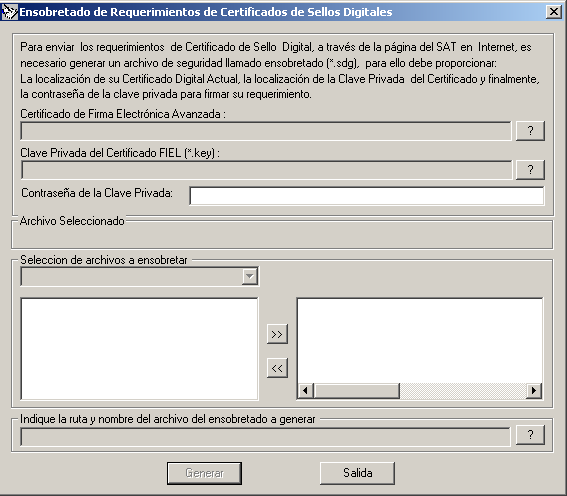 Ensobretado de Requerimientos de Certificados de Sellos Digitales
Para enviar los requerimientos de Certificado de Sello Digital, a través de la página del SAT en Internet, es
necesario generar un archivo de seguridad llamado ensobretado (*.sdg), para ello debe proporcionar:
La localización de su Certificado Digital Actual, la localización de la Clave Privada del Certificado y finalmente,
la contraseña de la clave privada para firmar su requerimiento.
Certificado de Firma Electrónica Avanzada :
?
Clave Privada del Certificado FIEL (*.key) :
?
Contraseña de la Clave Privada:
Archivo Seleccionado
Seleccion de archivos a ensobretar
>>
<<
Indique la ruta y nombre del archivo del ensobretado a generar
?
Generar
Salida